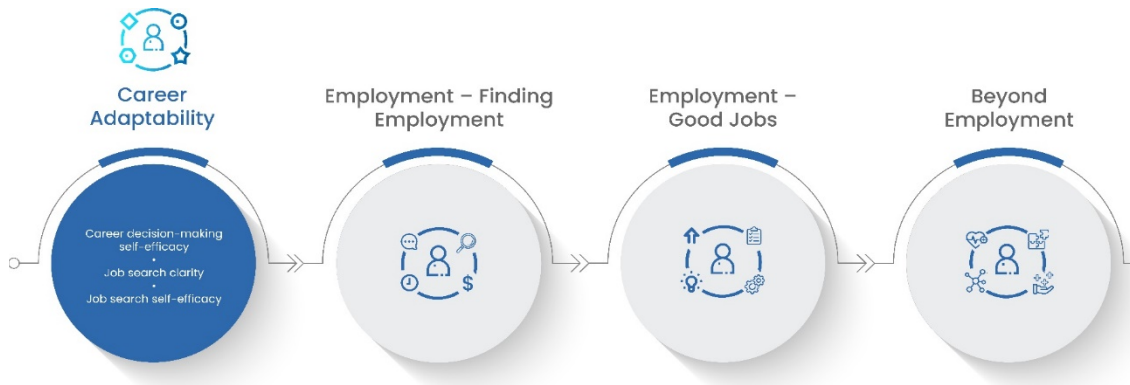 Career
Adaptability
Career decision-making
self-efficacy
•
Job search clarity
•
Job search self-efficacy
Employment – Finding
Employment
$
Employment –
Good Jobs
Beyond
Employment